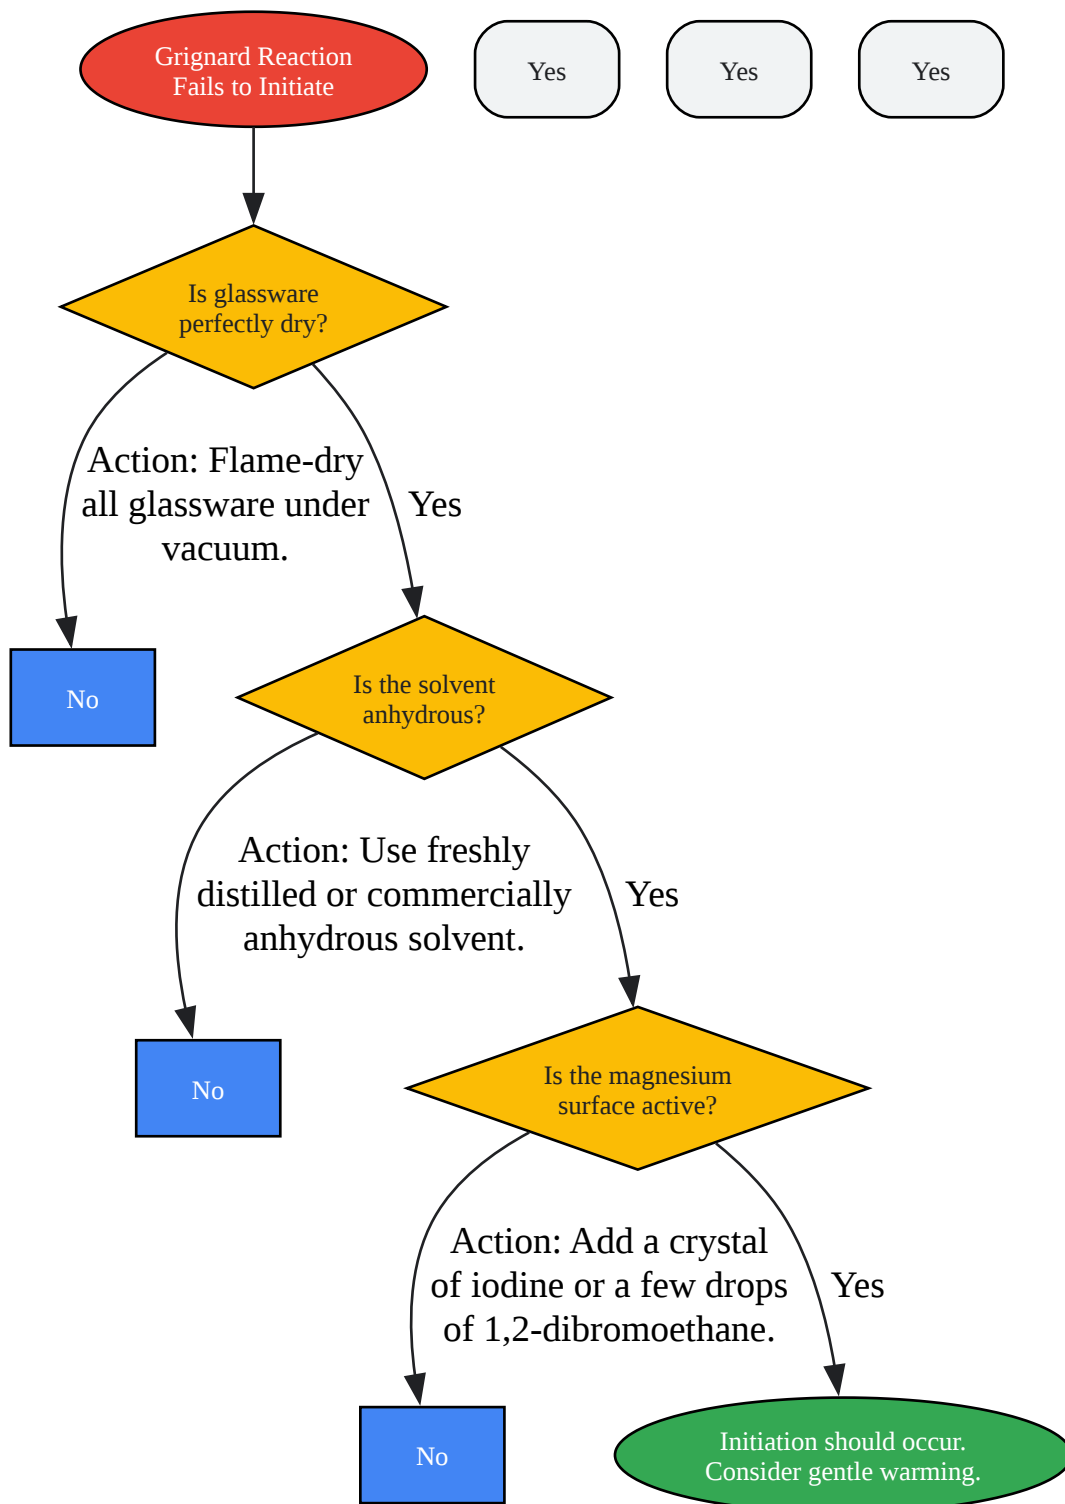 Grignard Reaction
Fails to Initiate
Yes
Yes
Yes
Is glassware
perfectly dry?
Action: Flame-dry
all glassware under
vacuum.
Yes
No
Is the solvent
anhydrous?
Action: Use freshly
distilled or commercially
anhydrous solvent.
Yes
No
Is the magnesium
surface active?
Action: Add a crystal
of iodine or a few drops
of 1,2-dibromoethane.
Yes
No
Initiation should occur.
Consider gentle warming.